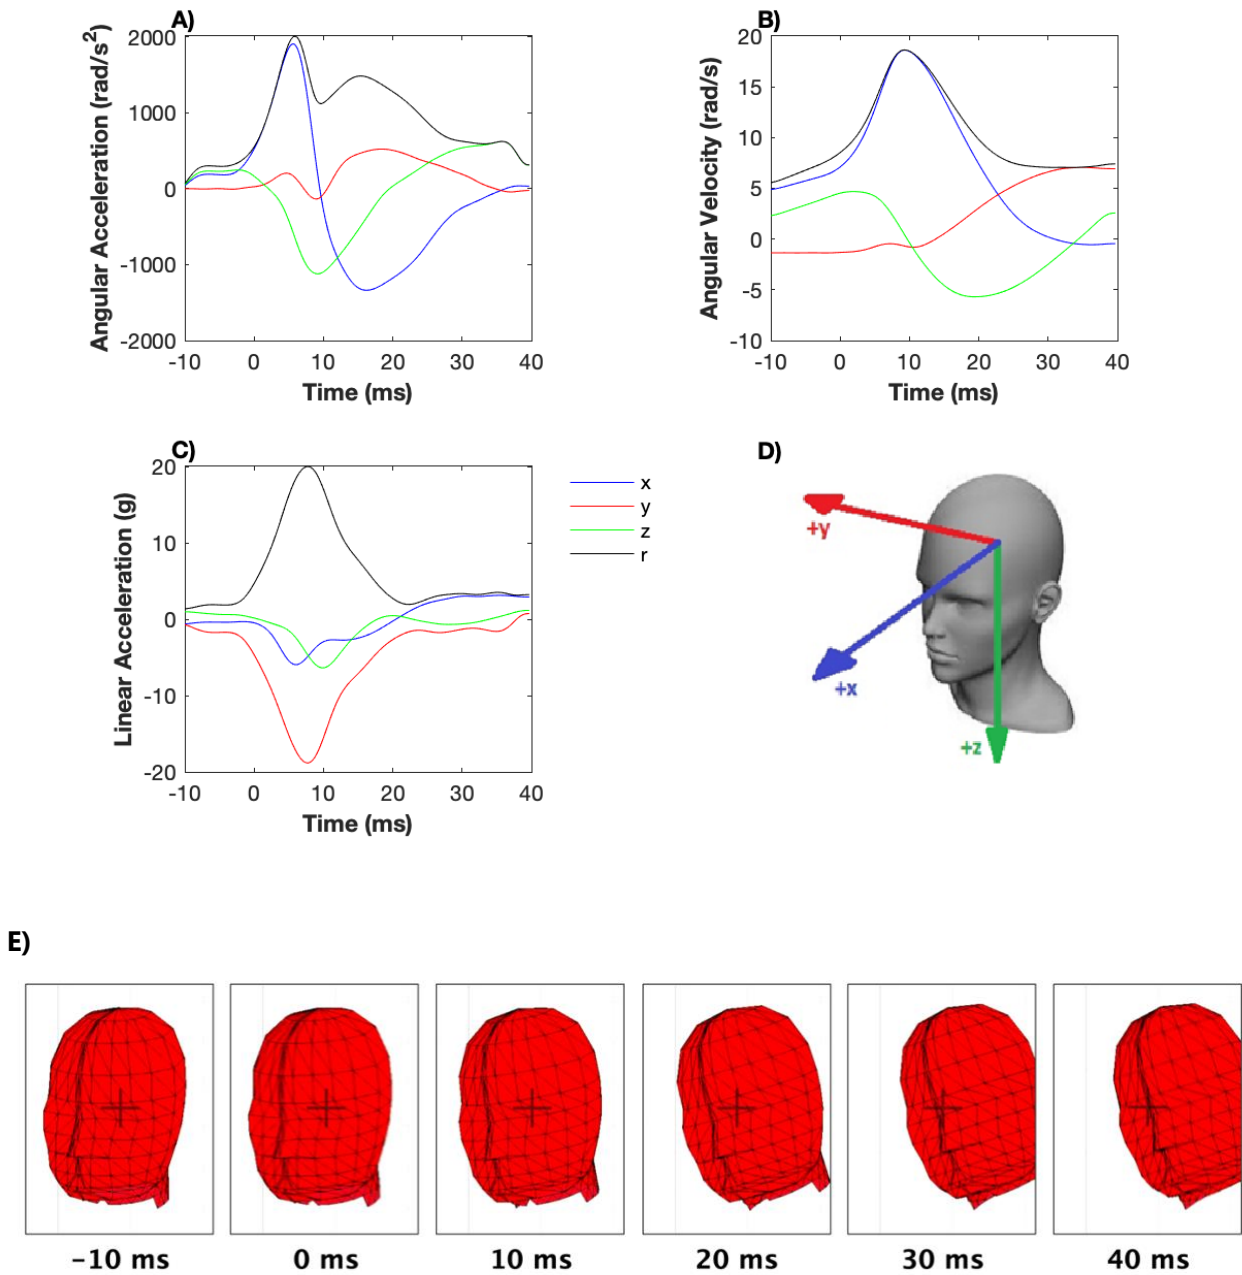 A)
Angular Acceleration (rad/s²)
2000
1000
0
-1000
-2000
-10 0 10 20 30 40
Time (ms)
B)
Angular Velocity (rad/s)
20
15
10
5
0
-5
-10
-10 0 10 20 30 40
Time (ms)
C)
Linear Acceleration (g)
20
10
0
-10
-20
-10 0 10 20 30 40
Time (ms)
x
y
z
r
D)
+y
+x
+z
E)
−10 ms 0 ms 10 ms 20 ms 30 ms 40 ms